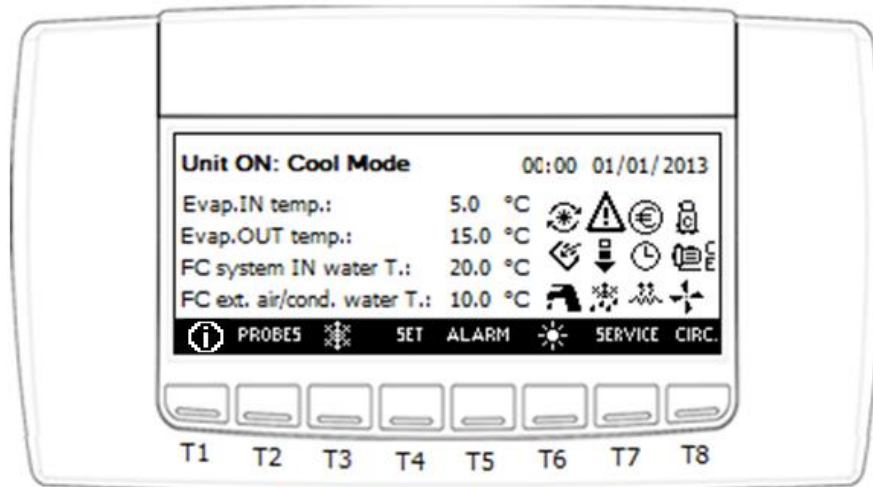 Unit ON: Cool Mode 00:00 01/01/2013
Evap.IN temp.: 5.0 °C
Evap.OUT temp.: 15.0 °C
FC system IN water T.: 20.0 °C
FC ext. air/cond. water T.: 10.0 °C
PROBES SET ALARM SERVICE CIRC.
T1 T2 T3 T4 T5 T6 T7 T8